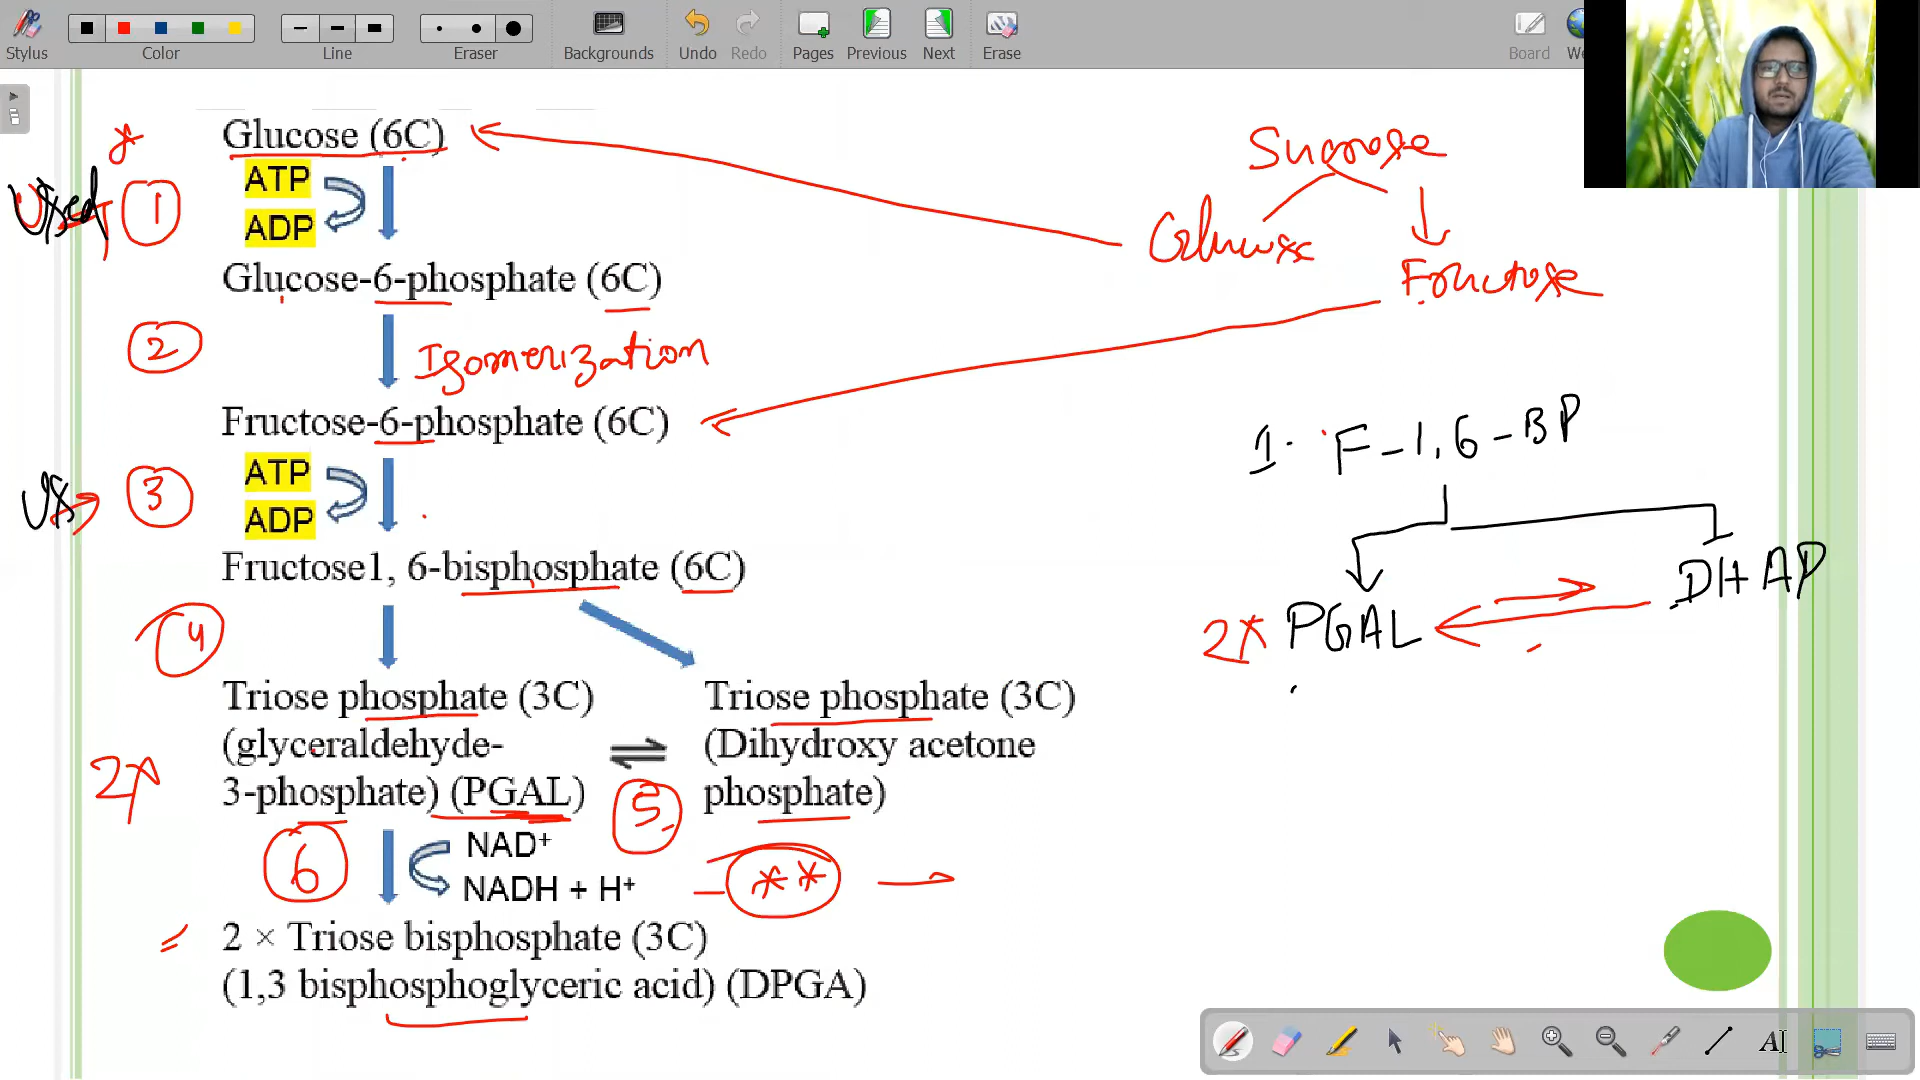 Stylus
Color
Line
Eraser
Backgrounds
Undo
Redo
Pages
Previous
Next
Erase
Board
We
Glucose (6C)
Sucrose
Used
1
ATP
ADP
Glucose
Fructose
Glucose-6-phosphate (6C)
2
Isomerization
Fructose-6-phosphate (6C)
1. F-1,6-BP
3
ATP
ADP
Fructose1, 6-bisphosphate (6C)
DHAP
4
2x PGAL
Triose phosphate (3C)
Triose phosphate (3C)
(glyceraldehyde-
(Dihydroxy acetone
2x
3-phosphate) (PGAL)
5
phosphate)
6
NAD+
NADH + H+
**
= 2 × Triose bisphosphate (3C)
(1,3 bisphosphoglyceric acid) (DPGA)